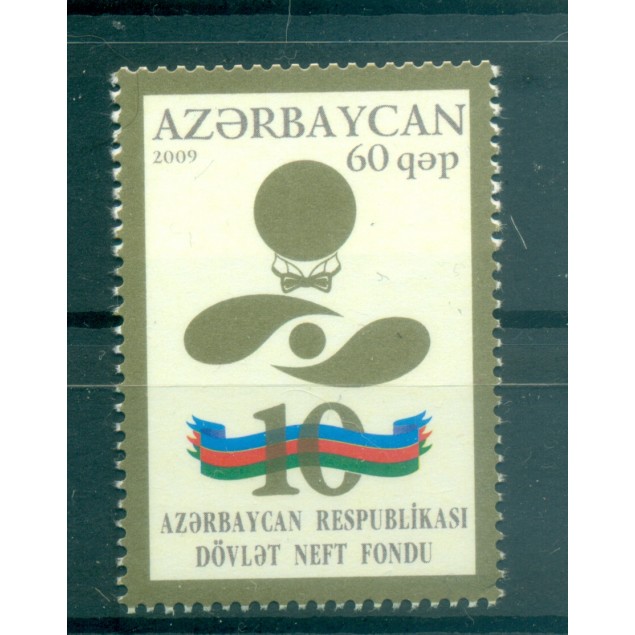 AZƏRBAYCAN
2009 60 qəp
10
AZƏRBAYCAN RESPUBLİKASI
DÖVLƏT NEFT FONDU